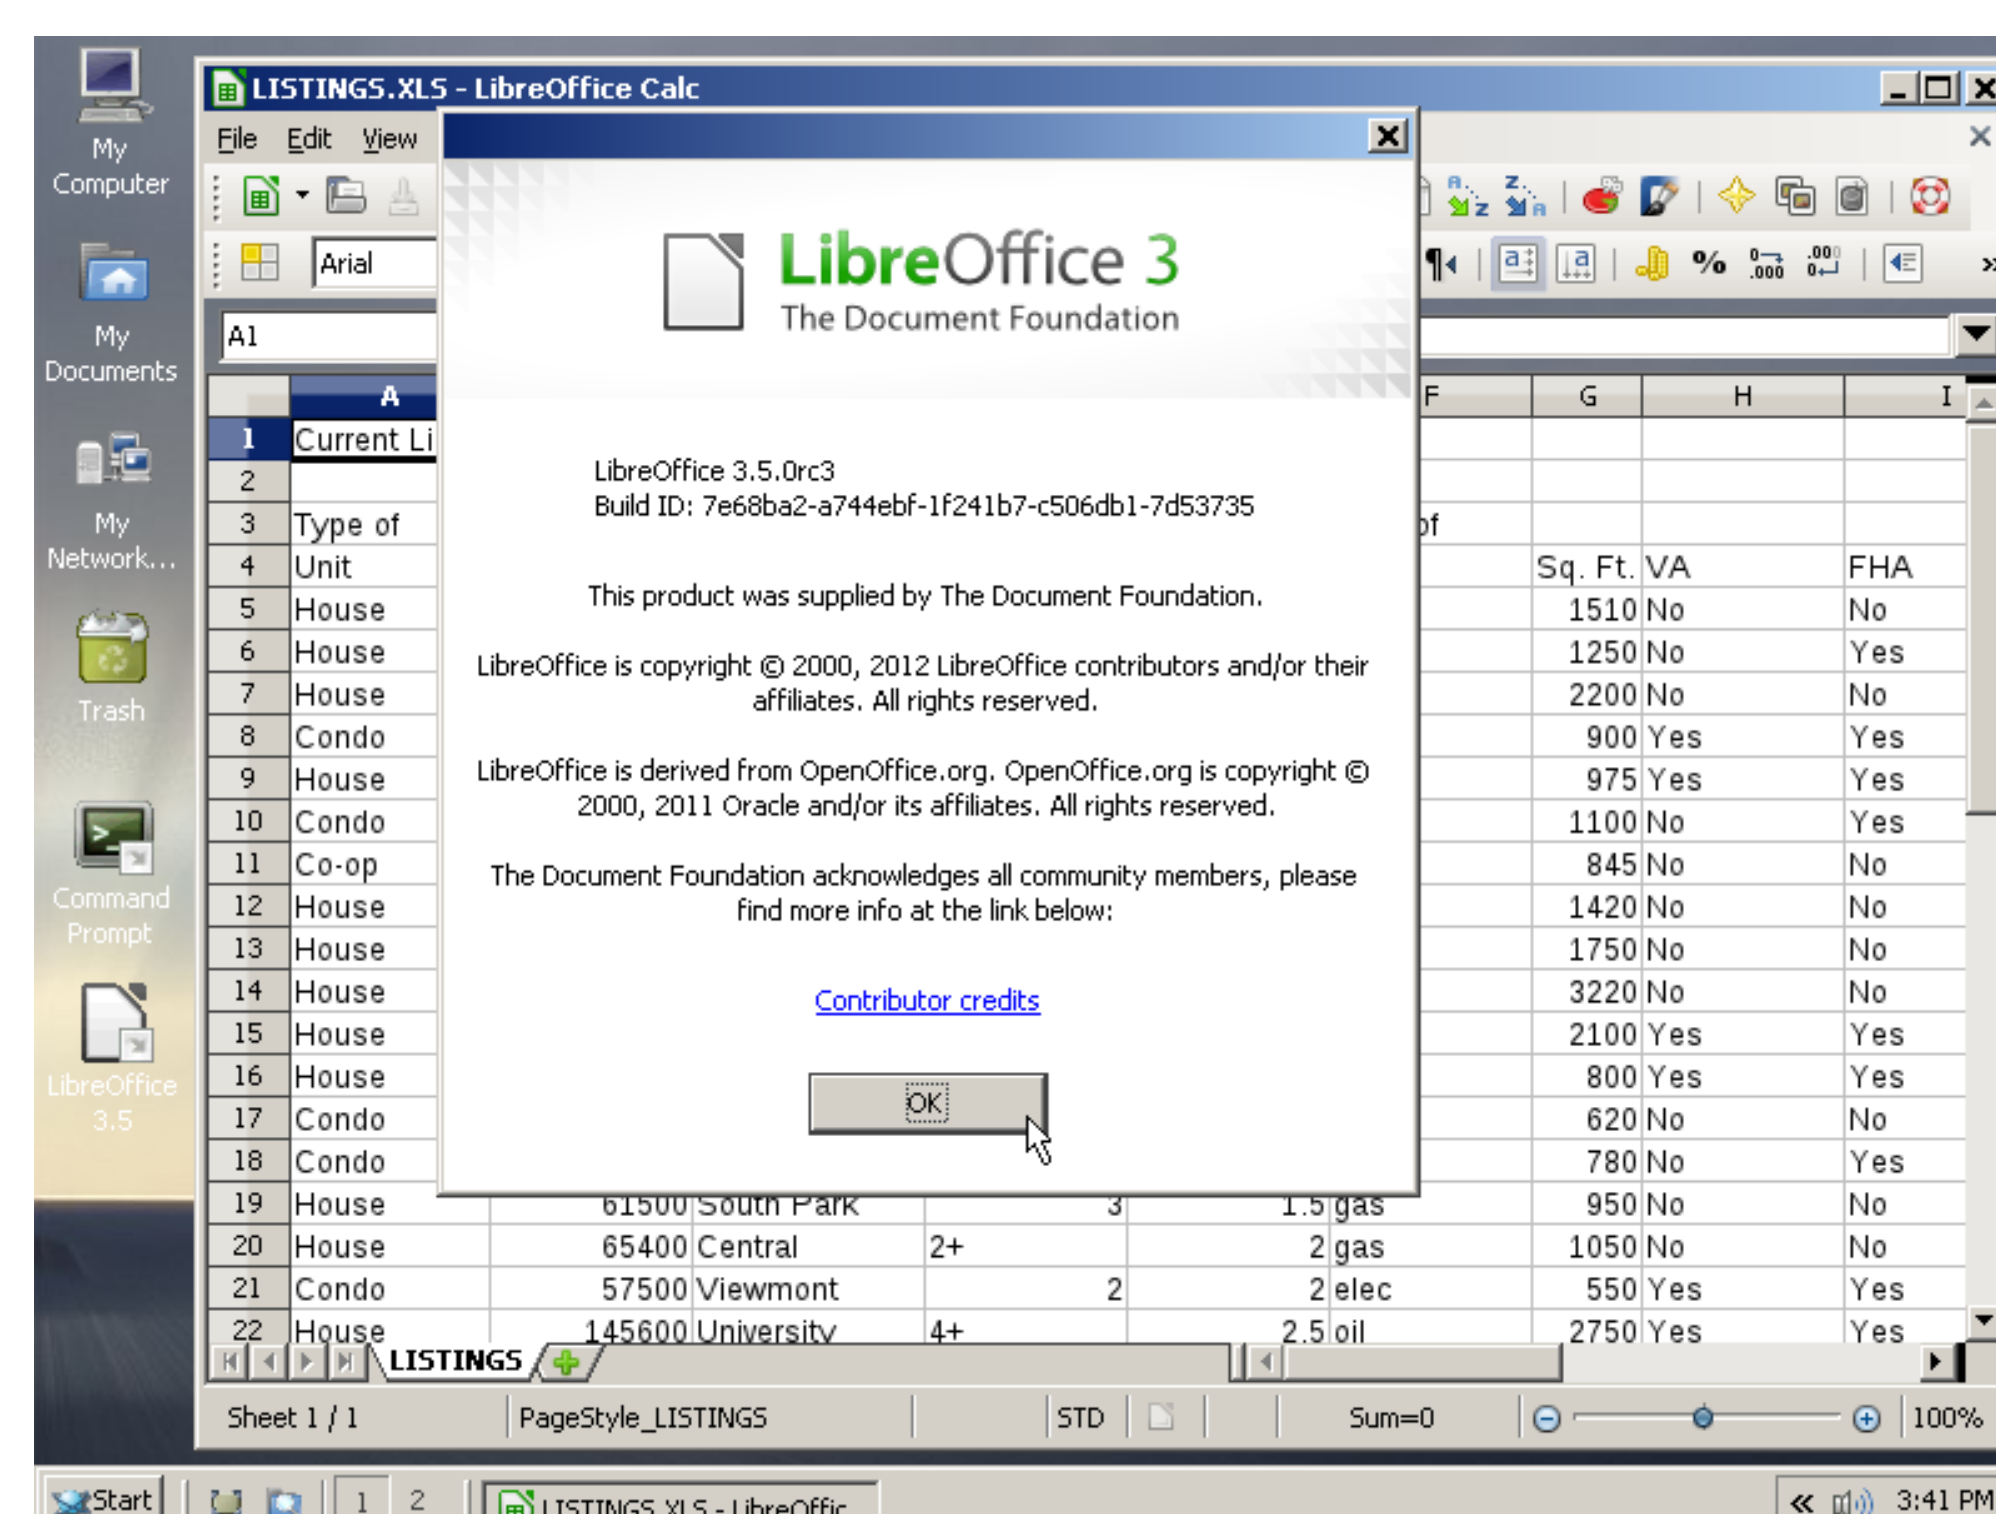 My
Computer
My
Documents
My
Network...
Trash
Command
Prompt
LibreOffice
3.5
LISTINGS.XLS - LibreOffice Calc
File Edit View
Arial
A1
LibreOffice 3
The Document Foundation
LibreOffice 3.5.0rc3
Build ID: 7e68ba2-a744ebf-1f241b7-c506db1-7d53735
This product was supplied by The Document Foundation.
LibreOffice is copyright © 2000, 2012 LibreOffice contributors and/or their
affiliates. All rights reserved.
LibreOffice is derived from OpenOffice.org. OpenOffice.org is copyright ©
2000, 2011 Oracle and/or its affiliates. All rights reserved.
The Document Foundation acknowledges all community members, please
find more info at the link below:
Contributor credits
OK
A F G H I
1 Current Li
2
3 Type of of
4 Unit Sq. Ft. VA FHA
5 House 1510 No No
6 House 1250 No Yes
7 House 2200 No No
8 Condo 900 Yes Yes
9 House 975 Yes Yes
10 Condo 1100 No Yes
11 Co-op 845 No No
12 House 1420 No No
13 House 1750 No No
14 House 3220 No No
15 House 2100 Yes Yes
16 House 800 Yes Yes
17 Condo 620 No No
18 Condo 780 No Yes
19 House 61500 South Park 3 1.5 gas 950 No No
20 House 65400 Central 2+ 2 gas 1050 No No
21 Condo 57500 Viewmont 2 2 elec 550 Yes Yes
22 House 145600 University 4+ 2.5 oil 2750 Yes Yes
LISTINGS
Sheet 1 / 1 PageStyle_LISTINGS STD Sum=0 100%
Start 1 2 LISTINGS.XLS - LibreOffic 3:41 PM